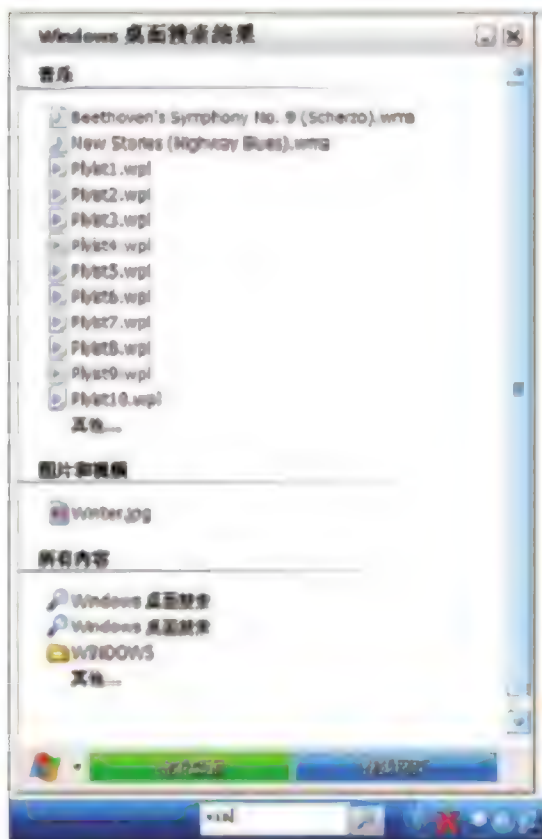 Windows 桌面搜索结果
音乐
Beethoven's Symphony No. 9 (Scherzo).wma
New Stories (Highway Blues).wma
Plylst1.wpl
Plylst2.wpl
Plylst3.wpl
Plylst4.wpl
Plylst5.wpl
Plylst6.wpl
Plylst7.wpl
Plylst8.wpl
Plylst9.wpl
Plylst10.wpl
其他...
图片和视频
Winter.jpg
所有内容
Windows 桌面搜索
Windows 桌面搜索
WINDOWS
其他...